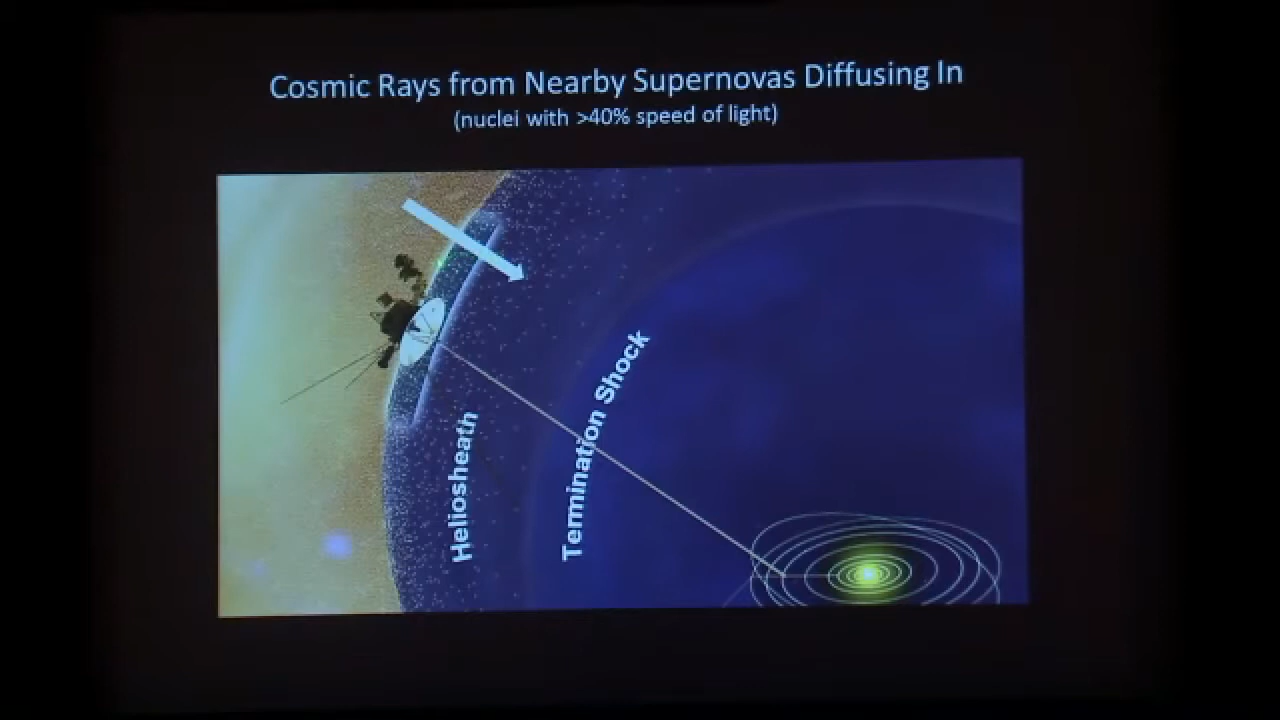 Cosmic Rays from Nearby Supernovas Diffusing In
(nuclei with >40% speed of light)
Heliosheath
Termination Shock